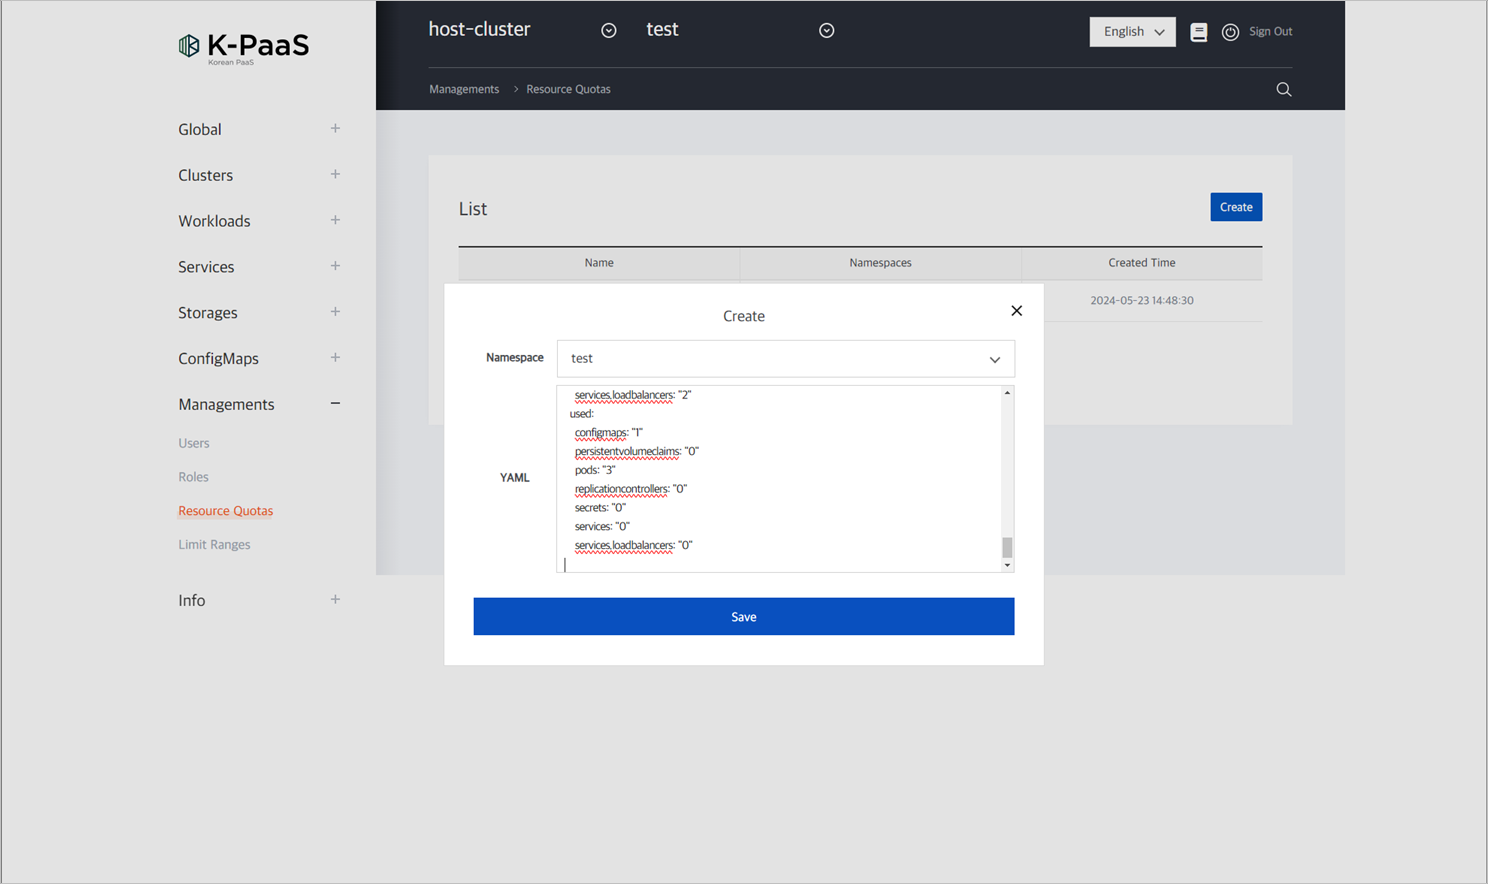 K-PaaS
Korean PaaS
host-cluster
test
English
Sign Out
Managements > Resource Quotas
Global +
Clusters +
Workloads +
Services +
Storages +
ConfigMaps +
Managements −
Users
Roles
Resource Quotas
Limit Ranges
Info +
List
Create
Name Namespaces Created Time
2024-05-23 14:48:30
Create
Namespace
test
YAML
services.loadbalancers: "2"
used:
configmaps: "1"
persistentvolumeclaims: "0"
pods: "3"
replicationcontrollers: "0"
secrets: "0"
services: "0"
services.loadbalancers: "0"
Save